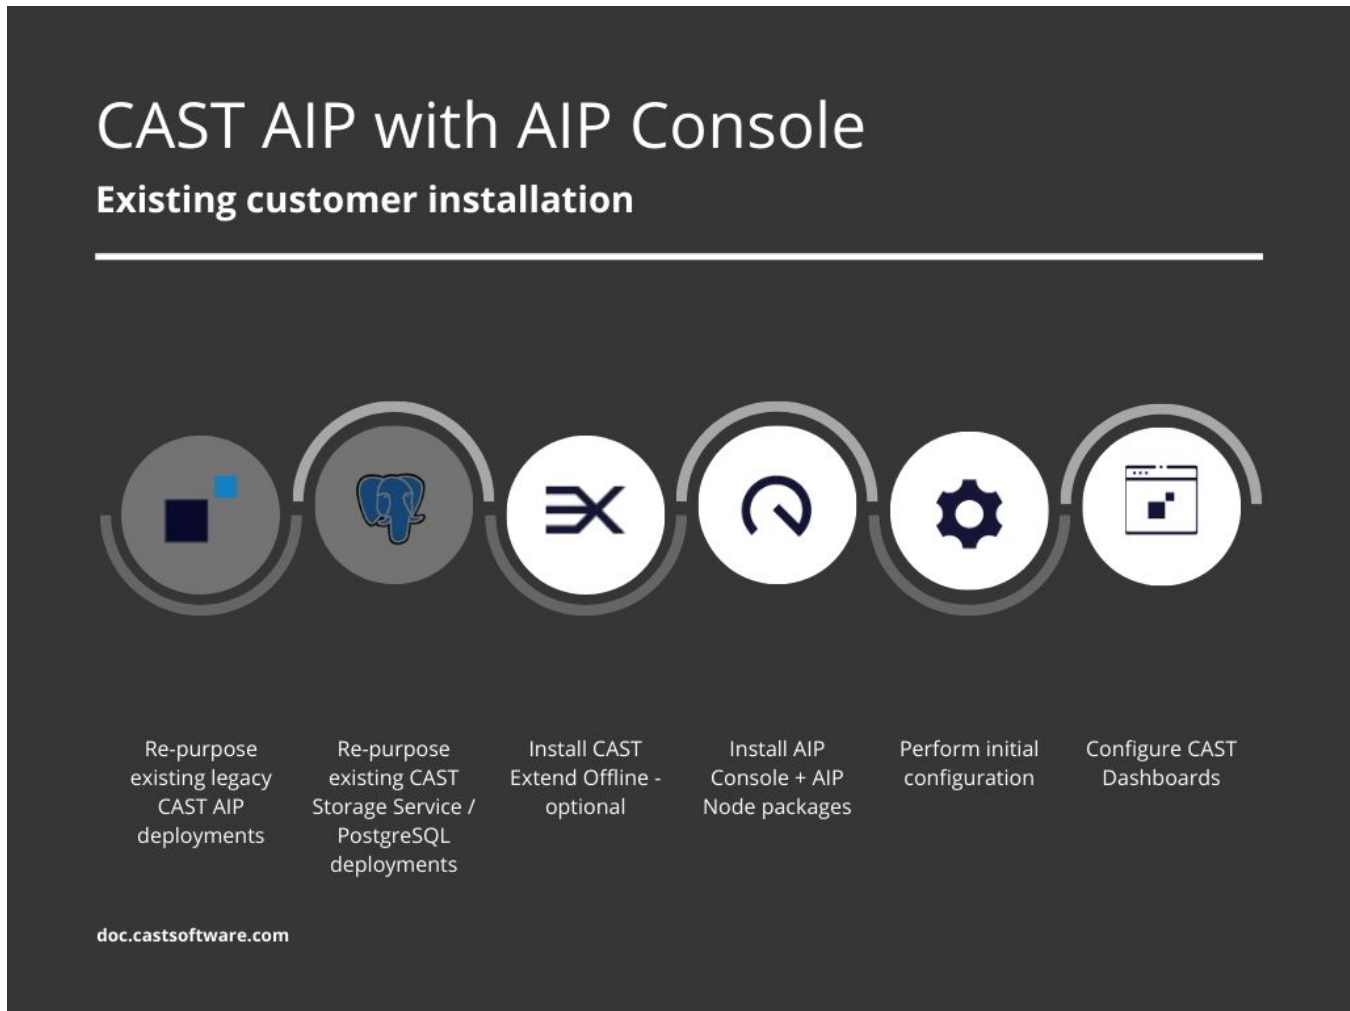 CAST AIP with AIP Console
Existing customer installation
Re-purpose
existing legacy
CAST AIP
deployments
Re-purpose
existing CAST
Storage Service /
PostgreSQL
deployments
Install CAST
Extend Offline -
optional
Install AIP
Console + AIP
Node packages
Perform initial
configuration
Configure CAST
Dashboards
doc.castsoftware.com